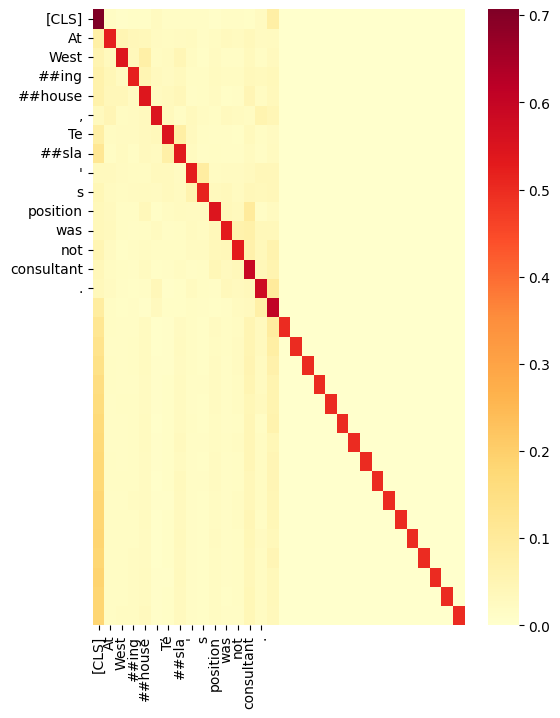 [CLS]
At
West
##ing
##house
,
Te
##sla
'
s
position
was
not
consultant
.
0.7
0.6
0.5
0.4
0.3
0.2
0.1
0.0
[CLS]
At
West
##ing
##house
,
Te
##sla
'
s
position
was
not
consultant
.